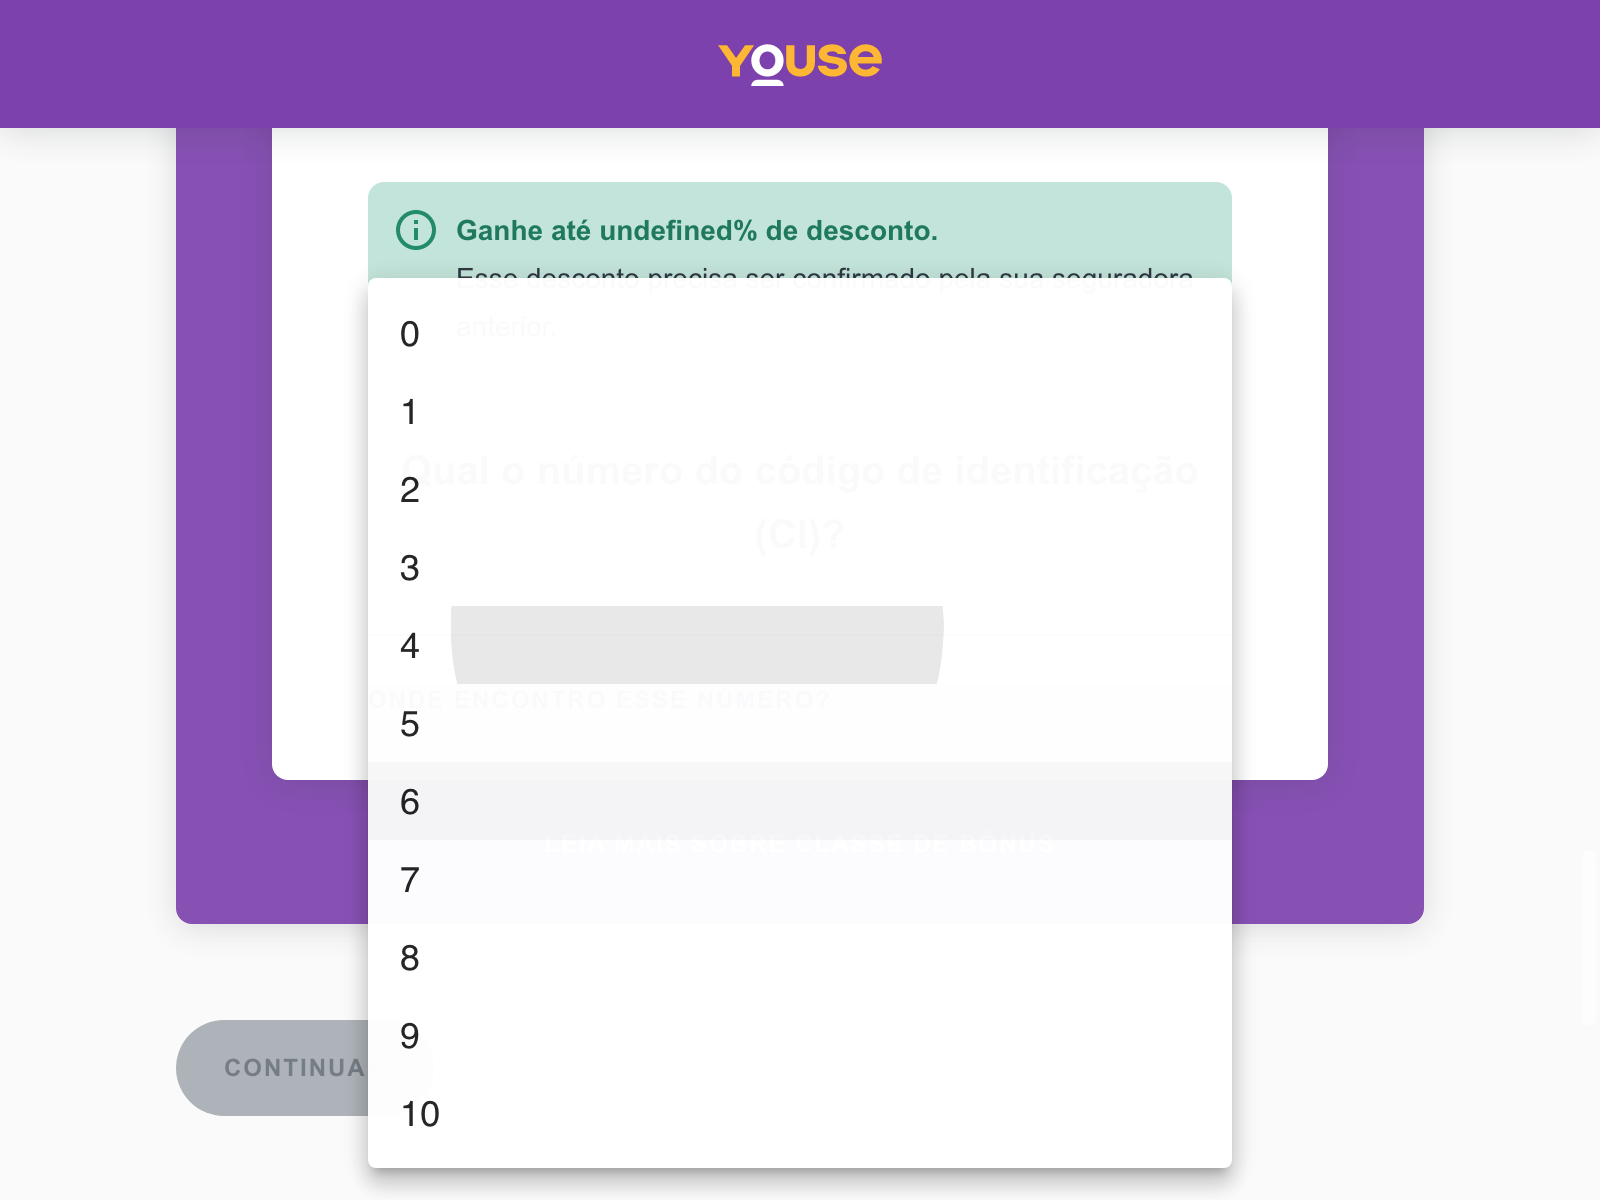 YOUSE
Ganhe até undefined% de desconto.
Esse desconto precisa ser confirmado pela sua seguradora
anterior.
0
1
Qual o número do código de identificação
2
(CI)?
3
4
ONDE ENCONTRO ESSE NÚMERO?
5
6
LEIA MAIS SOBRE CLASSE DE BÔNUS
7
8
9
CONTINUA
10